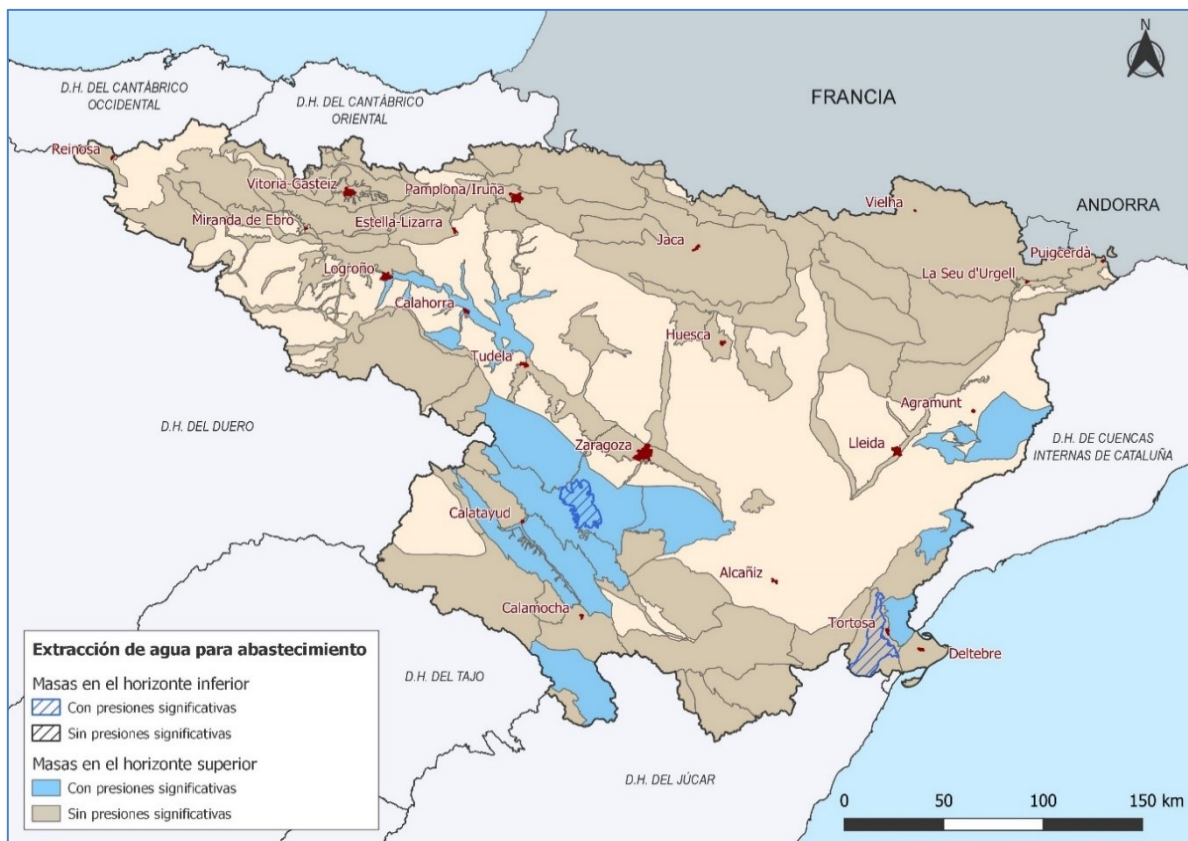 N
D.H. DEL CANTÁBRICO
OCCIDENTAL
D.H. DEL CANTÁBRICO
ORIENTAL
FRANCIA
Reinosa
Vitoria-Gasteiz
Pamplona/Iruña
Vielha
ANDORRA
Miranda de Ebro
Estella-Lizarra
Jaca
Puigcerdà
La Seu d'Urgell
Logroño
Calahorra
Huesca
Tudela
Agramunt
D.H. DEL DUERO
Zaragoza
Lleida
D.H. DE CUENCAS
INTERNAS DE CATALUÑA
Calatayud
Alcañiz
Calamocha
Tortosa
Deltebre
D.H. DEL TAJO
D.H. DEL JÚCAR
Extracción de agua para abastecimiento
Masas en el horizonte inferior
Con presiones significativas
Sin presiones significativas
Masas en el horizonte superior
Con presiones significativas
Sin presiones significativas
0 50 100 150 km